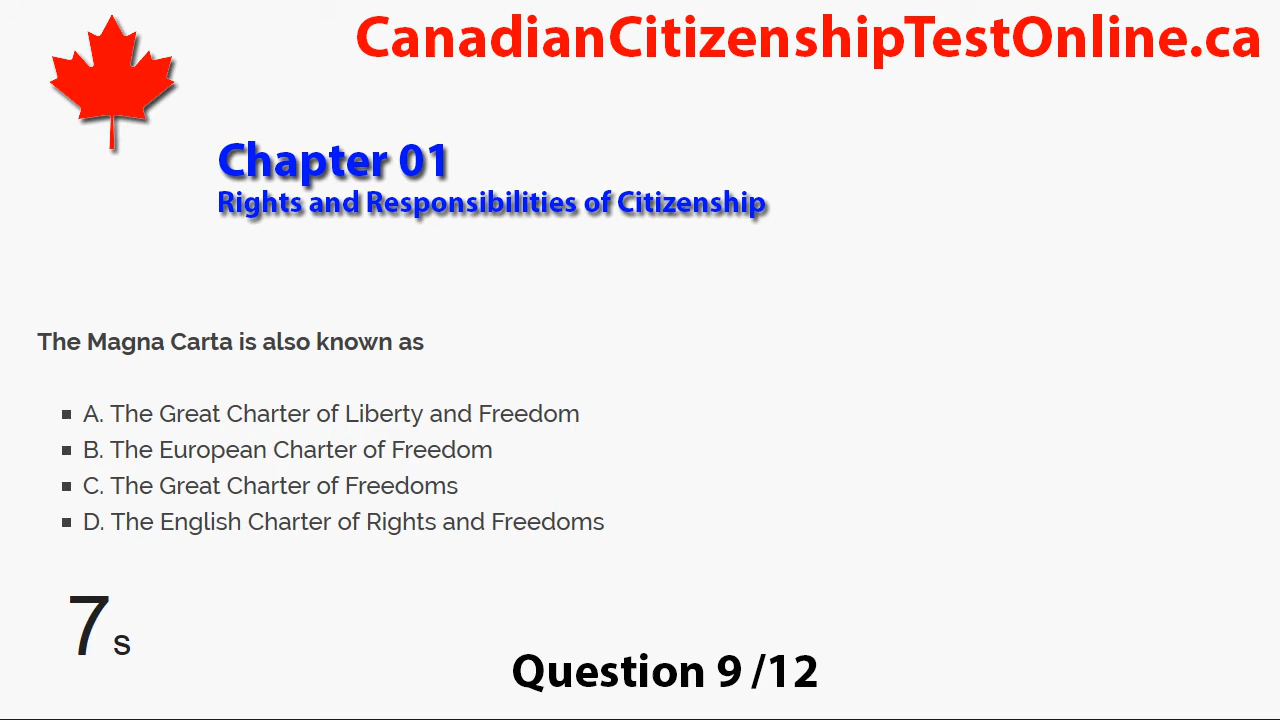 CanadianCitizenshipTestOnline.ca
Chapter 01
Rights and Responsibilities of Citizenship
The Magna Carta is also known as
A. The Great Charter of Liberty and Freedom
B. The European Charter of Freedom
C. The Great Charter of Freedoms
D. The English Charter of Rights and Freedoms
7s
Question 9 /12